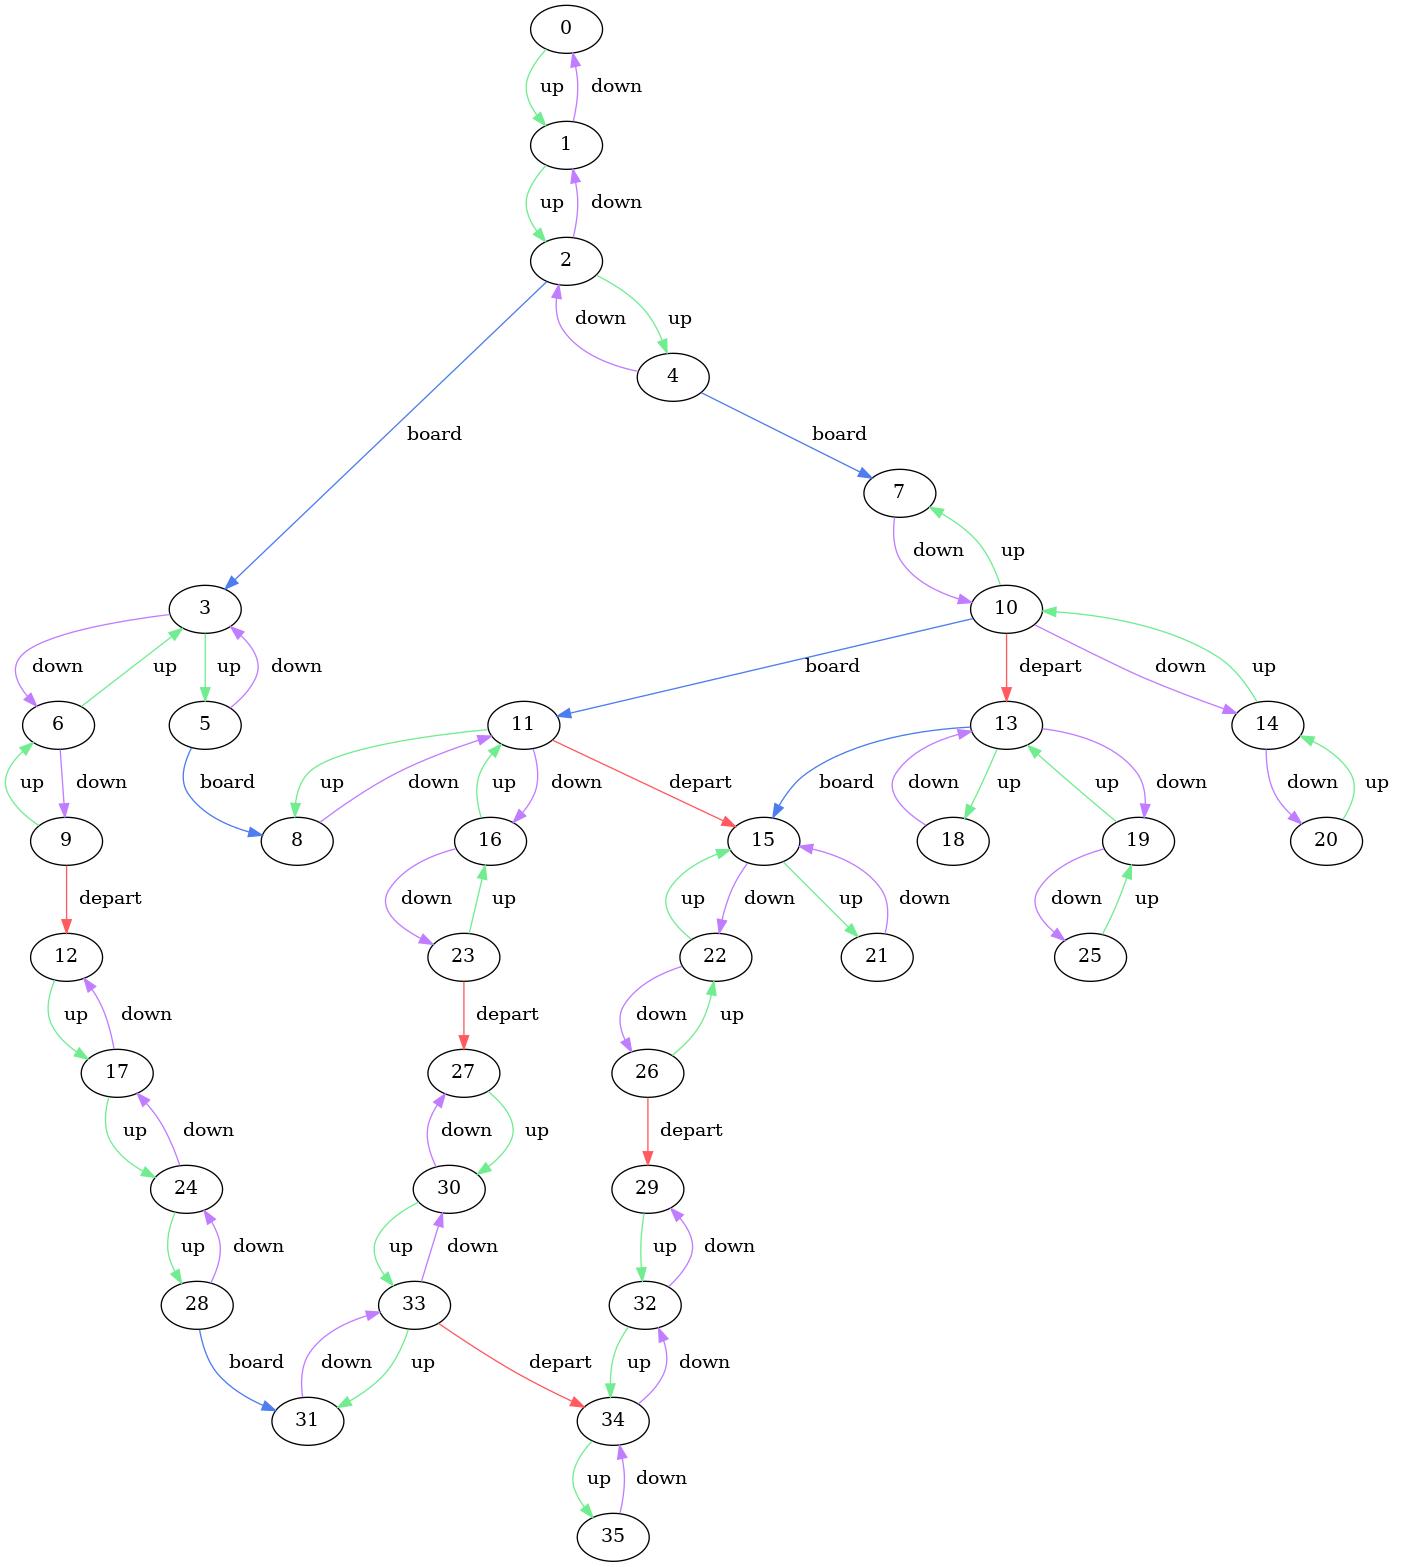 0
up down
1
up down
2
down up
4
board board
7
down up
3 10
down up up down board depart down up
6 5 11 13 14
up down board up down up down depart board down up up down down up
9 8 16 15 18 19 20
depart down up up down up down down up
12 23 22 21 25
up down depart down up
17 27 26
up down down up depart
24 30 29
up down up down up down
28 33 32
board down up depart up down
31 34
up down
35